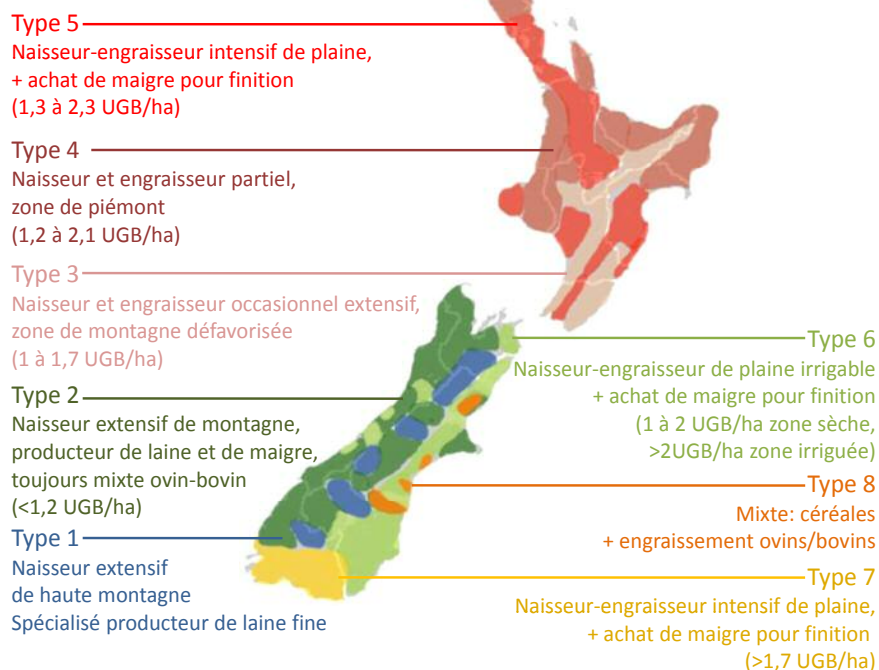 Type 5
Naisseur-engraisseur intensif de plaine,
+ achat de maigre pour finition
(1,3 à 2,3 UGB/ha)
Type 4
Naisseur et engraisseur partiel,
zone de piémont
(1,2 à 2,1 UGB/ha)
Type 3
Naisseur et engraisseur occasionnel extensif,
zone de montagne défavorisée
(1 à 1,7 UGB/ha)
Type 2
Naisseur extensif de montagne,
producteur de laine et de maigre,
toujours mixte ovin-bovin
(<1,2 UGB/ha)
Type 1
Naisseur extensif
de haute montagne
Spécialisé producteur de laine fine
Type 6
Naisseur-engraisseur de plaine irrigable
+ achat de maigre pour finition
(1 à 2 UGB/ha zone sèche,
>2UGB/ha zone irriguée)
Type 8
Mixte: céréales
+ engraissement ovins/bovins
Type 7
Naisseur-engraisseur intensif de plaine,
+ achat de maigre pour finition
(>1,7 UGB/ha)